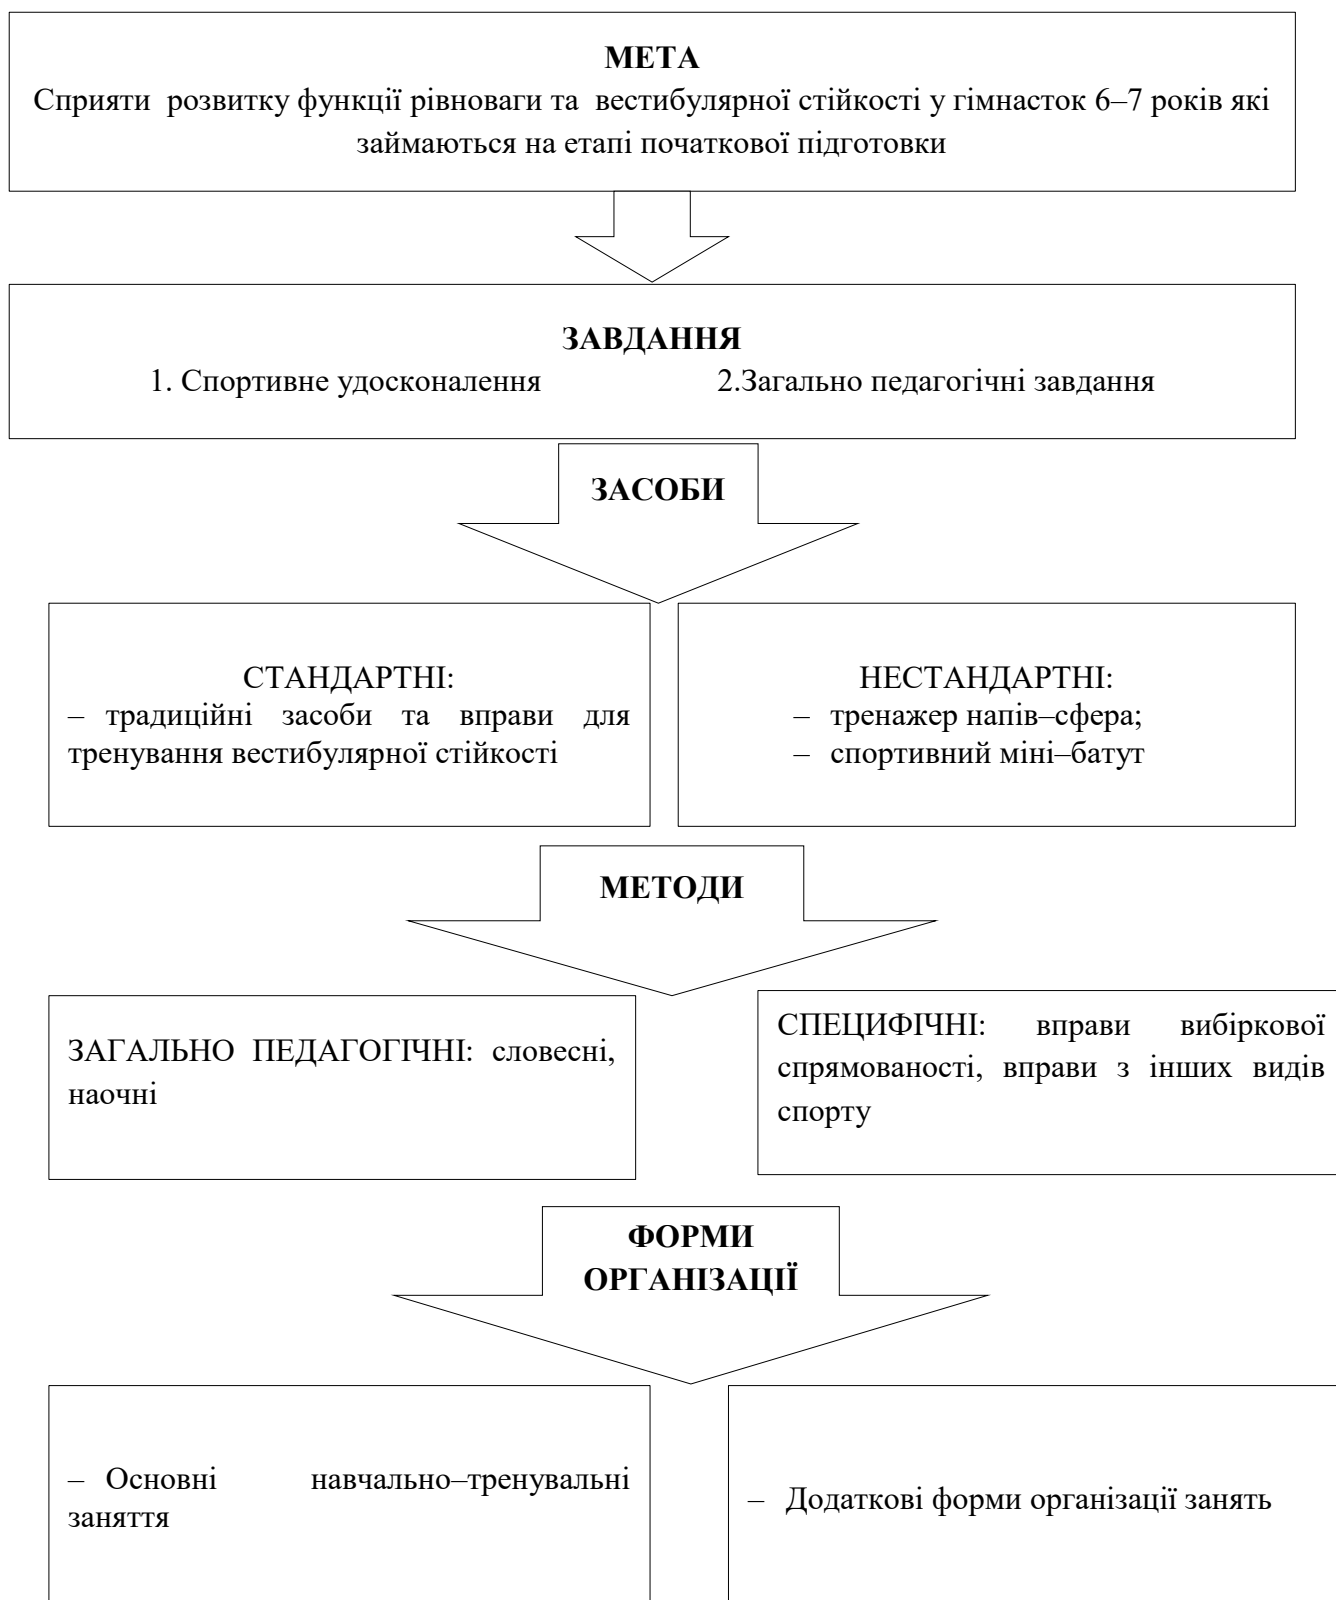 МЕТА
Сприяти розвитку функції рівноваги та вестибулярної стійкості у гімнасток 6–7 років які
займаються на етапі початкової підготовки
ЗАВДАННЯ
1. Спортивне удосконалення 2.Загально педагогічні завдання
ЗАСОБИ
СТАНДАРТНІ:
– традиційні засоби та вправи для
тренування вестибулярної стійкості
НЕСТАНДАРТНІ:
– тренажер напів–сфера;
– спортивний міні–батут
МЕТОДИ
ЗАГАЛЬНО ПЕДАГОГІЧНІ: словесні,
наочні
СПЕЦИФІЧНІ: вправи вибіркової
спрямованості, вправи з інших видів
спорту
ФОРМИ
ОРГАНІЗАЦІЇ
– Основні навчально–тренувальні
заняття
– Додаткові форми організації занять